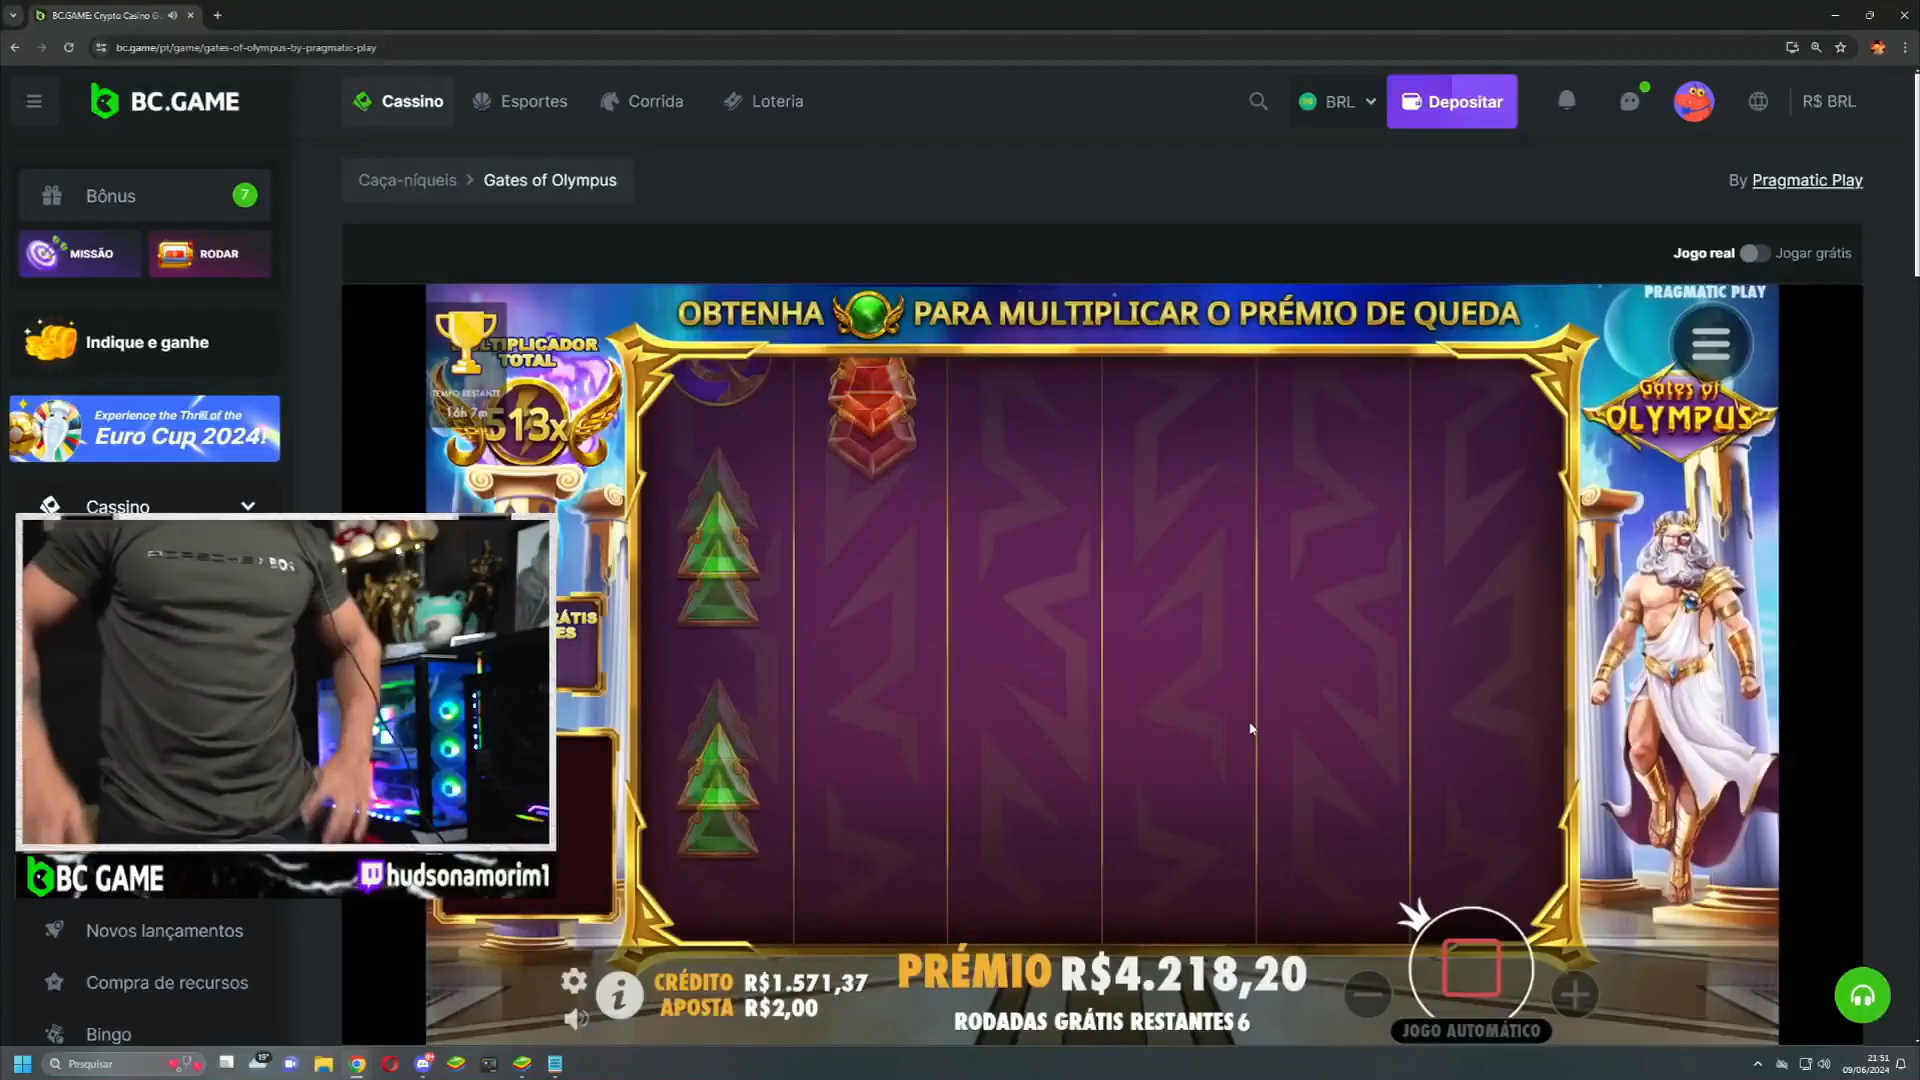 BC.GAME: Crypto Casino G
bc.game/pt/game/gates-of-olympus-by-pragmatic-play
BC.GAME
Cassino
Esportes
Corrida
Loteria
BRL
Depositar
R$ BRL
Bônus
7
MISSÃO
RODAR
Indique e ganhe
Experience the Thrill of the
Euro Cup 2024!
Cassino
Caça-níqueis > Gates of Olympus
By Pragmatic Play
Jogo real
Jogar grátis
PRAGMATIC PLAY
OBTENHA PARA MULTIPLICAR O PRÉMIO DE QUEDA
TOTAL
TEMPO RESTANTE
16h 7m
513x
Gates of
OLYMPUS
BC GAME
hudsonamorim1
Novos lançamentos
Compra de recursos
Bingo
CRÉDITO R$1.571,37
APOSTA R$2,00
PRÉMIO R$4.218,20
RODADAS GRÁTIS RESTANTES 6
JOGO AUTOMÁTICO
Pesquisar
19°
21:51
09/06/2024